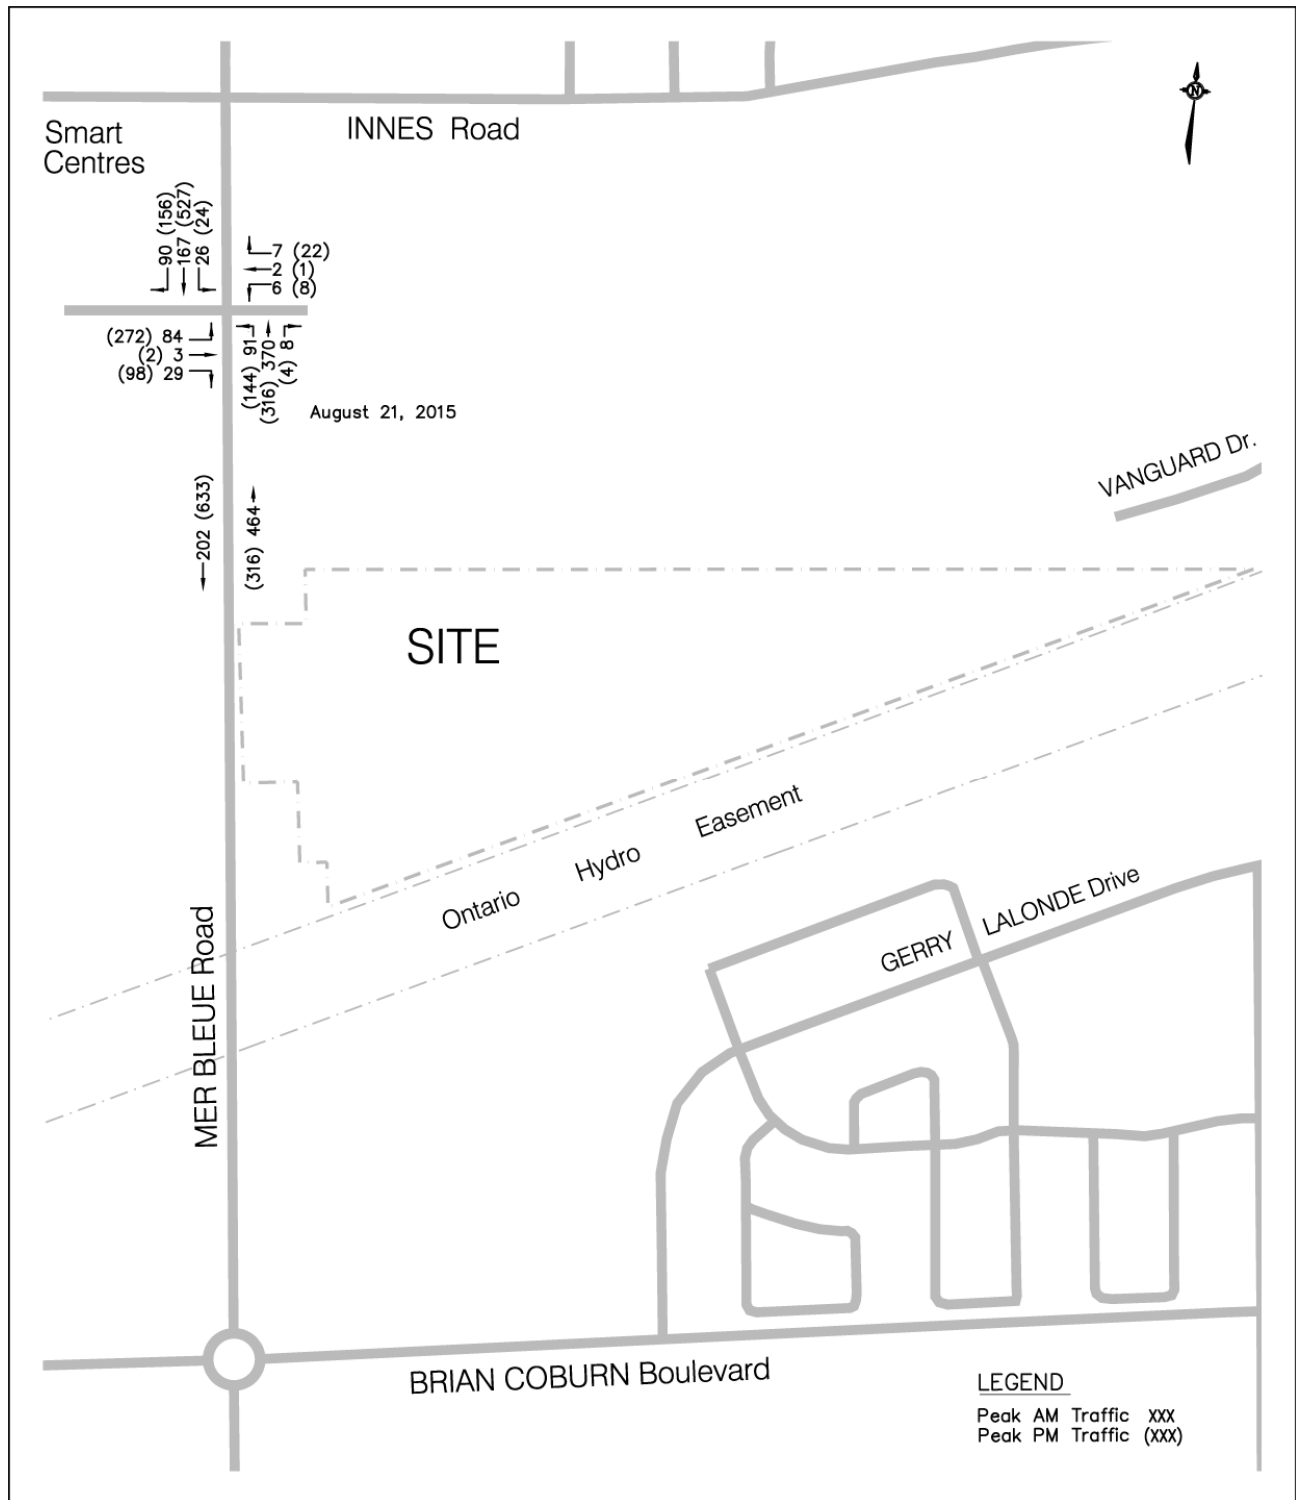 INNES Road
Smart
Centres
90 (156)
167 (527)
26 (24)
7 (22)
2 (1)
6 (8)
(272) 84
(2) 3
(98) 29
(144) 91
(316) 370
(4) 8
August 21, 2015
VANGUARD Dr.
202 (633)
(316) 464
SITE
Ontario Hydro Easement
GERRY LALONDE Drive
MER BLEUE Road
BRIAN COBURN Boulevard
LEGEND
Peak AM Traffic XXX
Peak PM Traffic (XXX)
N